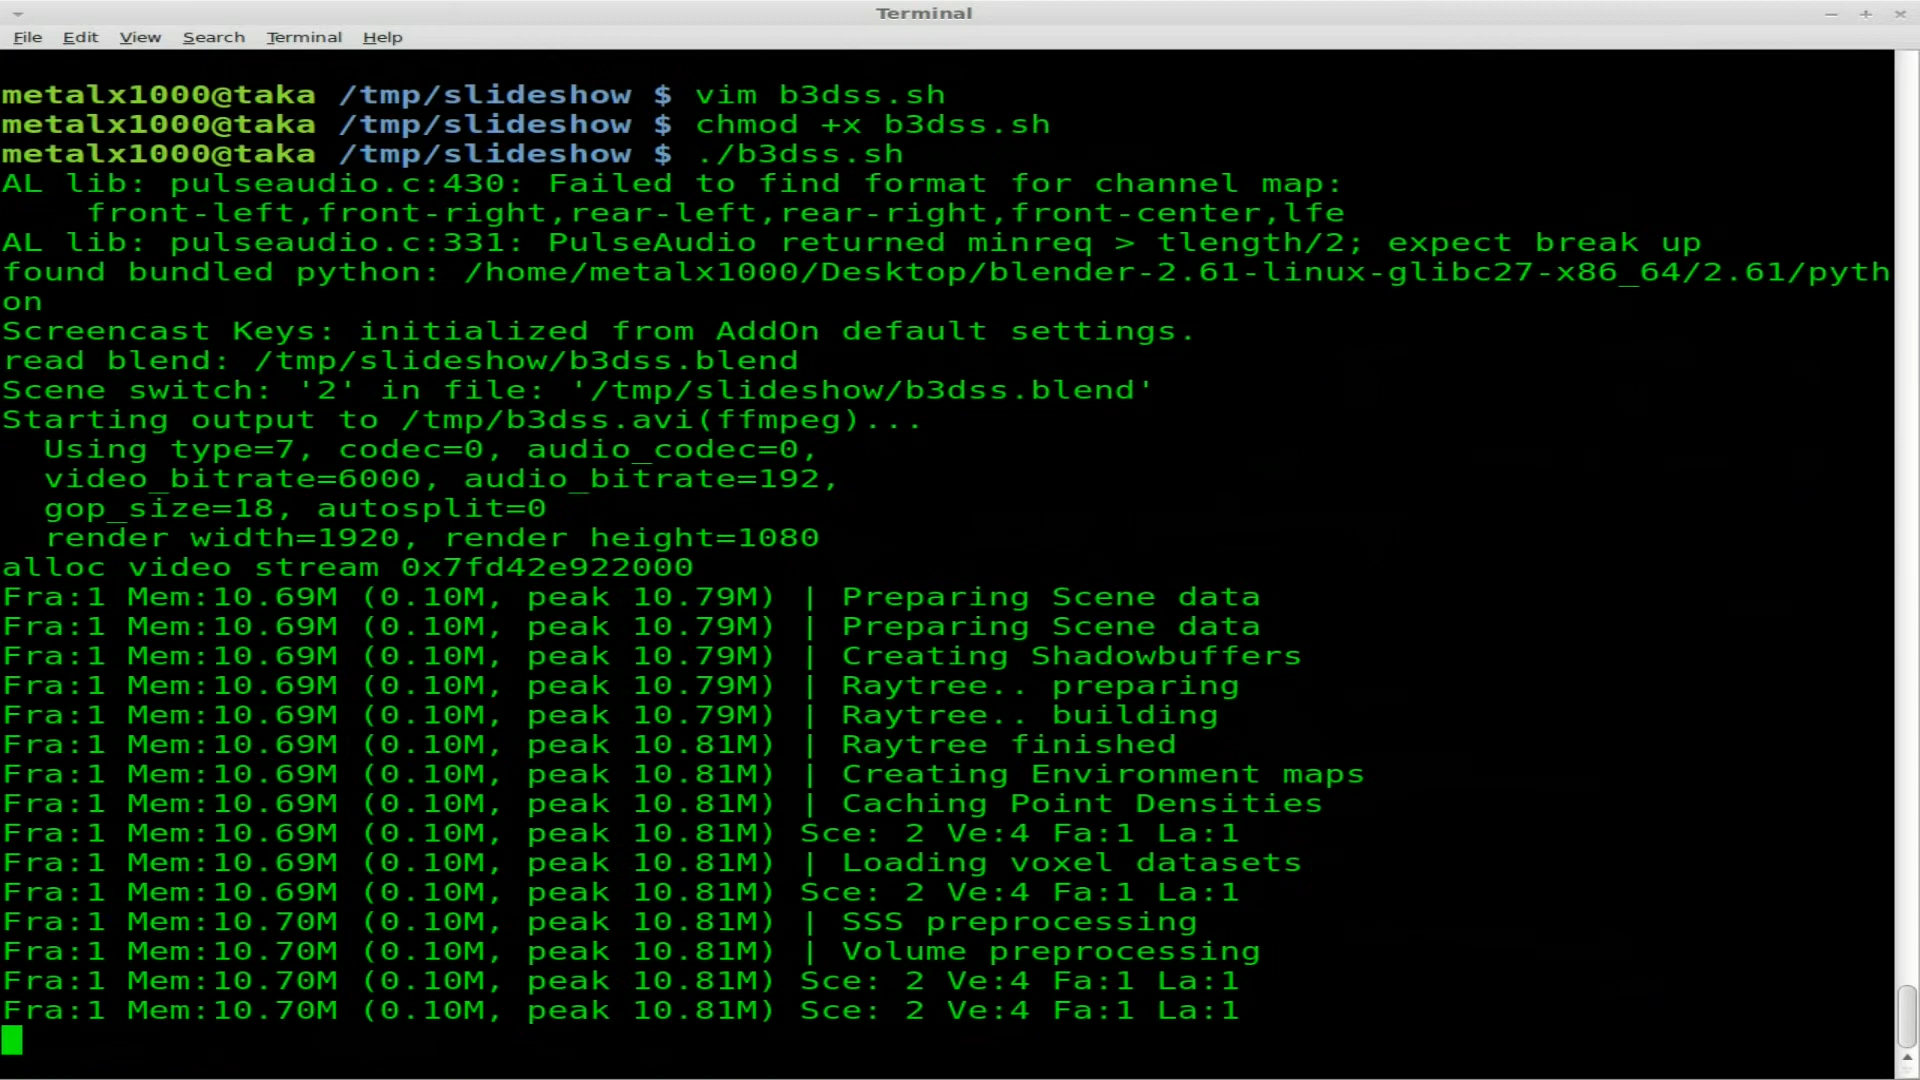 Terminal
File Edit View Search Terminal Help
metalx1000@taka /tmp/slideshow $ vim b3dss.sh
metalx1000@taka /tmp/slideshow $ chmod +x b3dss.sh
metalx1000@taka /tmp/slideshow $ ./b3dss.sh
AL lib: pulseaudio.c:430: Failed to find format for channel map:
    front-left,front-right,rear-left,rear-right,front-center,lfe
AL lib: pulseaudio.c:331: PulseAudio returned minreq > tlength/2; expect break up
found bundled python: /home/metalx1000/Desktop/blender-2.61-linux-glibc27-x86_64/2.61/pyth
on
Screencast Keys: initialized from AddOn default settings.
read blend: /tmp/slideshow/b3dss.blend
Scene switch: '2' in file: '/tmp/slideshow/b3dss.blend'
Starting output to /tmp/b3dss.avi(ffmpeg)...
  Using type=7, codec=0, audio_codec=0,
  video_bitrate=6000, audio_bitrate=192,
  gop_size=18, autosplit=0
  render width=1920, render height=1080
alloc video stream 0x7fd42e922000
Fra:1 Mem:10.69M (0.10M, peak 10.79M) | Preparing Scene data
Fra:1 Mem:10.69M (0.10M, peak 10.79M) | Preparing Scene data
Fra:1 Mem:10.69M (0.10M, peak 10.79M) | Creating Shadowbuffers
Fra:1 Mem:10.69M (0.10M, peak 10.79M) | Raytree.. preparing
Fra:1 Mem:10.69M (0.10M, peak 10.79M) | Raytree.. building
Fra:1 Mem:10.69M (0.10M, peak 10.81M) | Raytree finished
Fra:1 Mem:10.69M (0.10M, peak 10.81M) | Creating Environment maps
Fra:1 Mem:10.69M (0.10M, peak 10.81M) | Caching Point Densities
Fra:1 Mem:10.69M (0.10M, peak 10.81M) Sce: 2 Ve:4 Fa:1 La:1
Fra:1 Mem:10.69M (0.10M, peak 10.81M) | Loading voxel datasets
Fra:1 Mem:10.69M (0.10M, peak 10.81M) Sce: 2 Ve:4 Fa:1 La:1
Fra:1 Mem:10.70M (0.10M, peak 10.81M) | SSS preprocessing
Fra:1 Mem:10.70M (0.10M, peak 10.81M) | Volume preprocessing
Fra:1 Mem:10.70M (0.10M, peak 10.81M) Sce: 2 Ve:4 Fa:1 La:1
Fra:1 Mem:10.70M (0.10M, peak 10.81M) Sce: 2 Ve:4 Fa:1 La:1